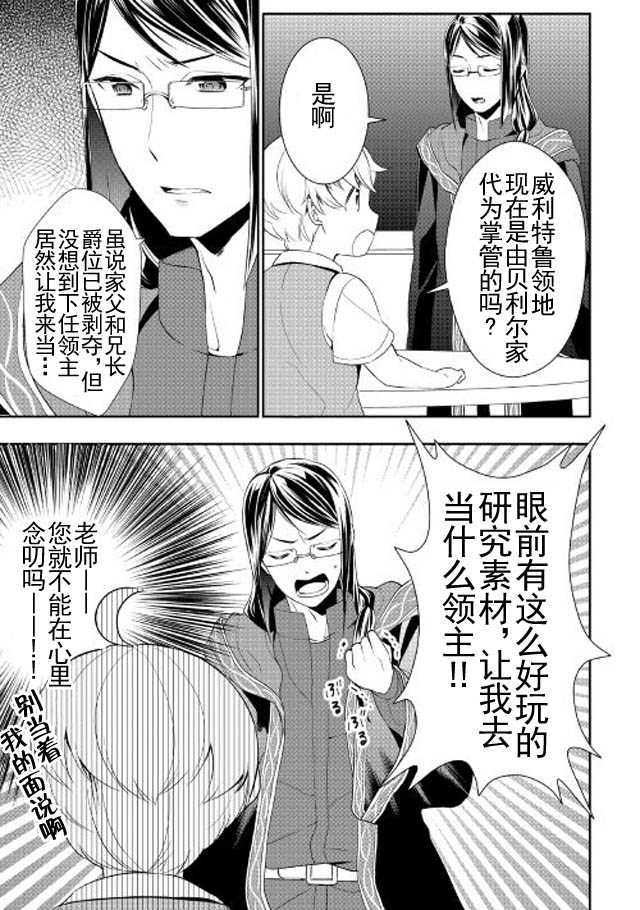 威利特鲁领地
现在是由贝利尔家
代为掌管的吗？
是
啊
虽说家父和兄长
爵位已被剥夺，但
没想到下任领主
居然让我来当…
眼前有这么好玩的
研究素材，让我去
当什么领主!!
ぷる
ぷる
老师——
您就不能在心里
念叨吗——!!
别当着
我的面说啊